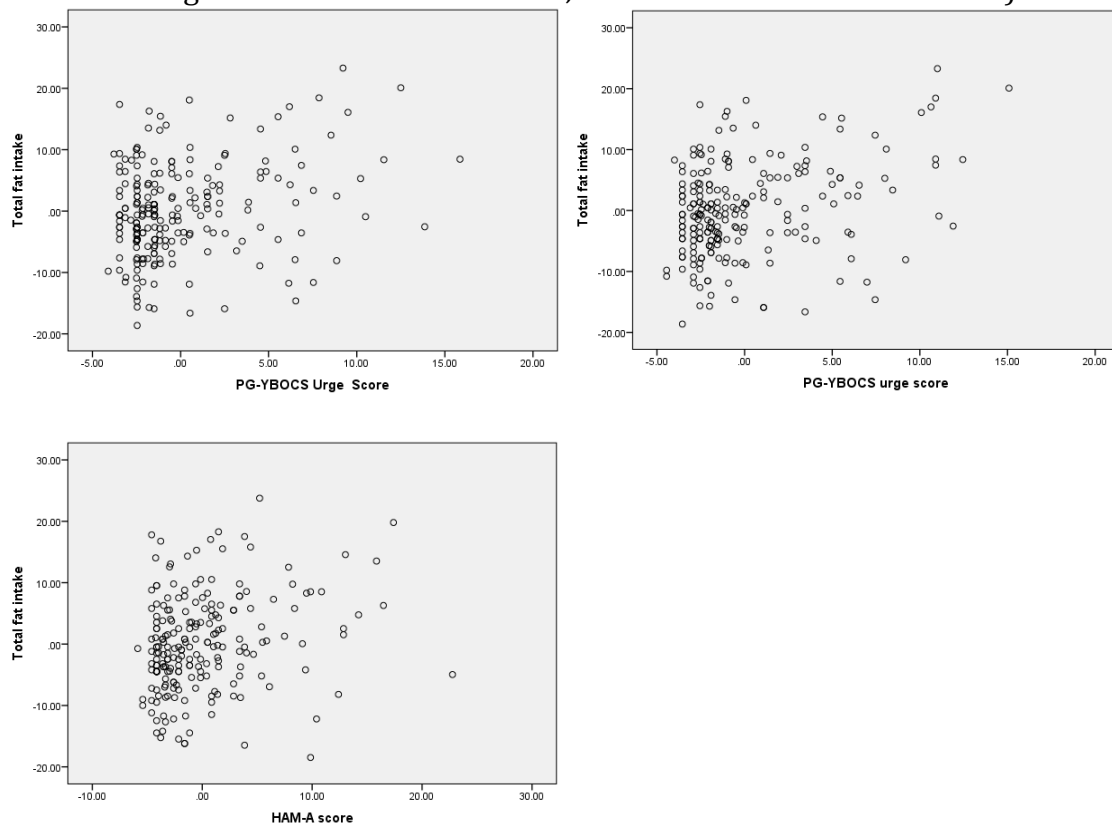 30.00
20.00
10.00
.00
-10.00
-20.00
Total fat intake
-5.00 .00 5.00 10.00 15.00 20.00
PG-YBOCS Urge Score
30.00
20.00
10.00
.00
-10.00
-20.00
Total fat intake
-5.00 .00 5.00 10.00 15.00 20.00
PG-YBOCS urge score
30.00
20.00
10.00
.00
-10.00
-20.00
Total fat intake
-10.00 .00 10.00 20.00 30.00
HAM-A score